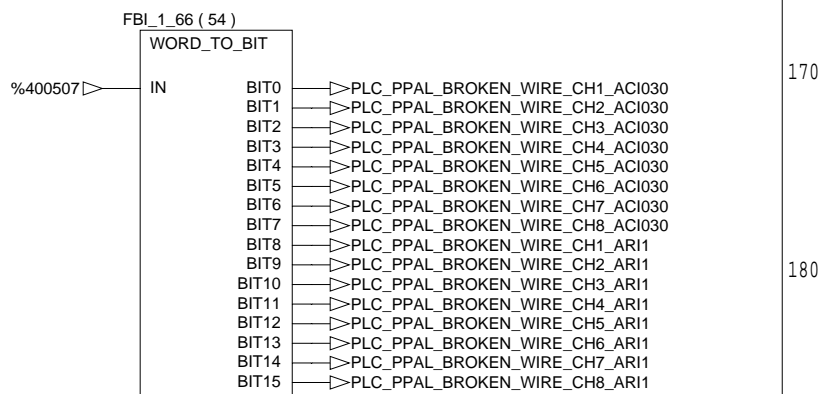 FBI_1_66 ( 54 )
WORD_TO_BIT
170
%400507 IN BIT0 PLC_PPAL_BROKEN_WIRE_CH1_ACI030
BIT1 PLC_PPAL_BROKEN_WIRE_CH2_ACI030
BIT2 PLC_PPAL_BROKEN_WIRE_CH3_ACI030
BIT3 PLC_PPAL_BROKEN_WIRE_CH4_ACI030
BIT4 PLC_PPAL_BROKEN_WIRE_CH5_ACI030
BIT5 PLC_PPAL_BROKEN_WIRE_CH6_ACI030
BIT6 PLC_PPAL_BROKEN_WIRE_CH7_ACI030
BIT7 PLC_PPAL_BROKEN_WIRE_CH8_ACI030
BIT8 PLC_PPAL_BROKEN_WIRE_CH1_ARI1
BIT9 PLC_PPAL_BROKEN_WIRE_CH2_ARI1
180
BIT10 PLC_PPAL_BROKEN_WIRE_CH3_ARI1
BIT11 PLC_PPAL_BROKEN_WIRE_CH4_ARI1
BIT12 PLC_PPAL_BROKEN_WIRE_CH5_ARI1
BIT13 PLC_PPAL_BROKEN_WIRE_CH6_ARI1
BIT14 PLC_PPAL_BROKEN_WIRE_CH7_ARI1
BIT15 PLC_PPAL_BROKEN_WIRE_CH8_ARI1